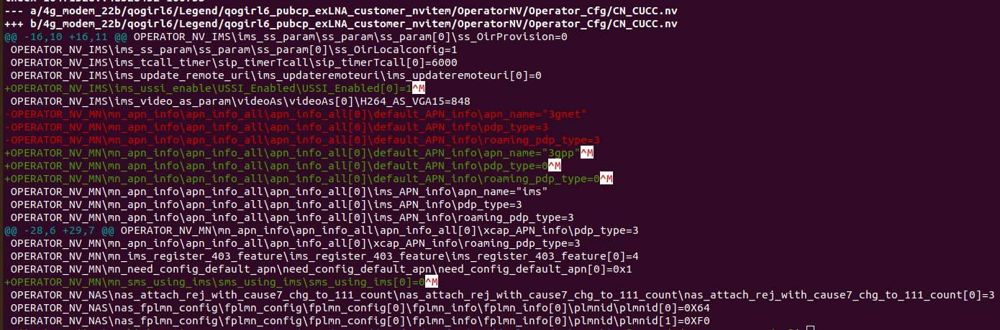 --- a/4g_modem_22b/qogirl6/Legend/qogirl6_pubcp_exLNA_customer_nvitem/OperatorNV/Operator_Cfg/CN_CUCC.nv
+++ b/4g_modem_22b/qogirl6/Legend/qogirl6_pubcp_exLNA_customer_nvitem/OperatorNV/Operator_Cfg/CN_CUCC.nv
@@ -16,10 +16,11 @@ OPERATOR_NV_IMS\ims_ss_param\ss_param\ss_param[0]\ss_OirProvision=0
 OPERATOR_NV_IMS\ims_ss_param\ss_param\ss_param[0]\ss_OirLocalconfig=1
 OPERATOR_NV_IMS\ims_tcall_timer\sip_timerTcall\sip_timerTcall[0]=6000
 OPERATOR_NV_IMS\ims_update_remote_uri\ims_updateremoteuri\ims_updateremoteuri[0]=0
+OPERATOR_NV_IMS\ims_ussi_enable\USSI_Enabled\USSI_Enabled[0]=1^M
 OPERATOR_NV_IMS\ims_video_as_param\videoAs\videoAs[0]\H264_AS_VGA15=848
-OPERATOR_NV_MN\mn_apn_info\apn_info_all\apn_info_all[0]\default_APN_info\apn_name="3gnet"
-OPERATOR_NV_MN\mn_apn_info\apn_info_all\apn_info_all[0]\default_APN_info\pdp_type=3
-OPERATOR_NV_MN\mn_apn_info\apn_info_all\apn_info_all[0]\default_APN_info\roaming_pdp_type=3
+OPERATOR_NV_MN\mn_apn_info\apn_info_all\apn_info_all[0]\default_APN_info\apn_name="3gpp"^M
+OPERATOR_NV_MN\mn_apn_info\apn_info_all\apn_info_all[0]\default_APN_info\pdp_type=0^M
+OPERATOR_NV_MN\mn_apn_info\apn_info_all\apn_info_all[0]\default_APN_info\roaming_pdp_type=0^M
 OPERATOR_NV_MN\mn_apn_info\apn_info_all\apn_info_all[0]\ims_APN_info\apn_name="ims"
 OPERATOR_NV_MN\mn_apn_info\apn_info_all\apn_info_all[0]\ims_APN_info\pdp_type=3
 OPERATOR_NV_MN\mn_apn_info\apn_info_all\apn_info_all[0]\ims_APN_info\roaming_pdp_type=3
@@ -28,6 +29,7 @@ OPERATOR_NV_MN\mn_apn_info\apn_info_all\apn_info_all[0]\xcap_APN_info\pdp_type=3
 OPERATOR_NV_MN\mn_apn_info\apn_info_all\apn_info_all[0]\xcap_APN_info\roaming_pdp_type=3
 OPERATOR_NV_MN\mn_ims_register_403_feature\ims_register_403_feature\ims_register_403_feature[0]=4
 OPERATOR_NV_MN\mn_need_config_default_apn\need_config_default_apn\need_config_default_apn[0]=0x1
+OPERATOR_NV_MN\mn_sms_using_ims\sms_using_ims\sms_using_ims[0]=0^M
 OPERATOR_NV_NAS\nas_attach_rej_with_cause7_chg_to_111_count\nas_attach_rej_with_cause7_chg_to_111_count\nas_attach_rej_with_cause7_chg_to_111_count[0]=3
 OPERATOR_NV_NAS\nas_fplmn_config\fplmn_config\fplmn_config[0]\fplmn_info\fplmn_info[0]\plmnid\plmnid[0]=0X64
 OPERATOR_NV_NAS\nas_fplmn_config\fplmn_config\fplmn_config[0]\fplmn_info\fplmn_info[0]\plmnid\plmnid[1]=0XF0